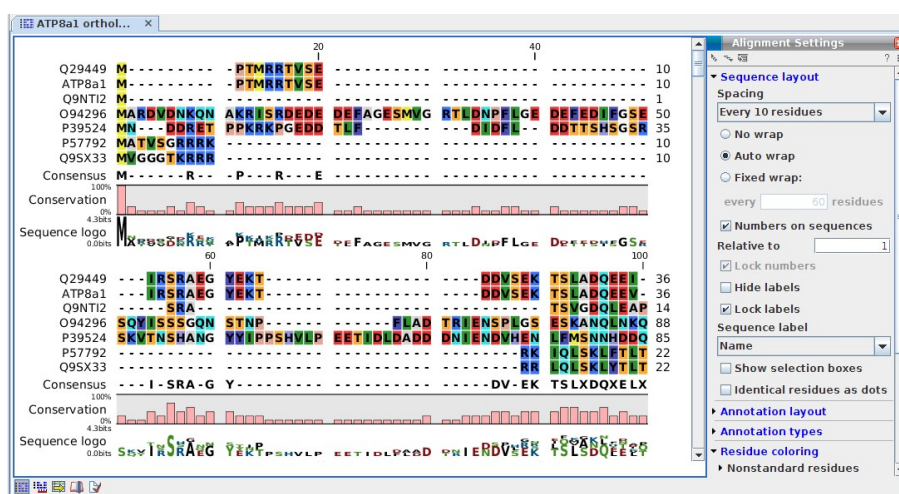 ATP8a1 orthol... ×
Alignment Settings
20 40
Q29449 M - - - - - - - - - - PTMRRTVSE - - - - - - - - - - - - - - - - - - - - - - - - - - - - - - 10
ATP8a1 M - - - - - - - - - - PTMRRTVSE - - - - - - - - - - - - - - - - - - - - - - - - - - - - - - 10
Q9NTI2 M - - - - - - - - - - - - - - - - - - - - - - - - - - - - - - - - - - - - - - - - - - - - - - - - - 1
O94296 MARDVDNKQN AKRISRDEDE DEFAGESMVG RTLDNPFLGE DEFEDIFGSE 50
P39524 MN - - - DDRET PPKRKPGEDD TLF - - - - - - - - - - DIDFL DDTTSHSGSR 35
P57792 MATVSGRRRK - - - - - - - - - - - - - - - - - - - - - - - - - - - - - - - - - - - - - - - - 10
Q9SX33 MVGGGTKRRR - - - - - - - - - - - - - - - - - - - - - - - - - - - - - - - - - - - - - - - - 10
Consensus M - - - - - R - - - P - - - R - - E
100%
Conservation
0%
4.3bits
Sequence logo
0.0bits
60 80 100
Q29449 - - - IRSRAEG YEKT - - - - - - - - - - - - - - - - - - - - DDVSEK TSLADQEEI - 36
ATP8a1 - - - IRSRAEG YEKT - - - - - - - - - - - - - - - - - - - - DDVSEK TSLADQEEV - 36
Q9NTI2 - - - - - SRA - - - - - - - - - - - - - - - - - - - - - - - - - - - - - - - - TSVGDQLEAP 14
O94296 SQYISSSGQN STNP - - - - - - - - - - - - FLAD TRIENSPLGS ESKANQLNKQ 88
P39524 SKVTNSHANG YYIPPSHVLP EETIDLDADD DNIENDVHEN LFMSNNHDDQ 85
P57792 - - - - - - - - - - - - - - - - - - - - - - - - - - - - - - - - - - - - - - RK IQLSKLFTLT 22
Q9SX33 - - - - - - - - - - - - - - - - - - - - - - - - - - - - - - - - - - - - - - RR LQLSKLYTLT 22
Consensus - - - I - SRA - G Y - - - - - - - - - - - - - - - - - - - - - - - DV - EK TSLXDQXELX
100%
Conservation
0%
4.3bits
Sequence logo
0.0bits
Sequence layout
Spacing
Every 10 residues
No wrap
Auto wrap
Fixed wrap:
every 60 residues
Numbers on sequences
Relative to 1
Lock numbers
Hide labels
Lock labels
Sequence label
Name
Show selection boxes
Identical residues as dots
Annotation layout
Annotation types
Residue coloring
Nonstandard residues